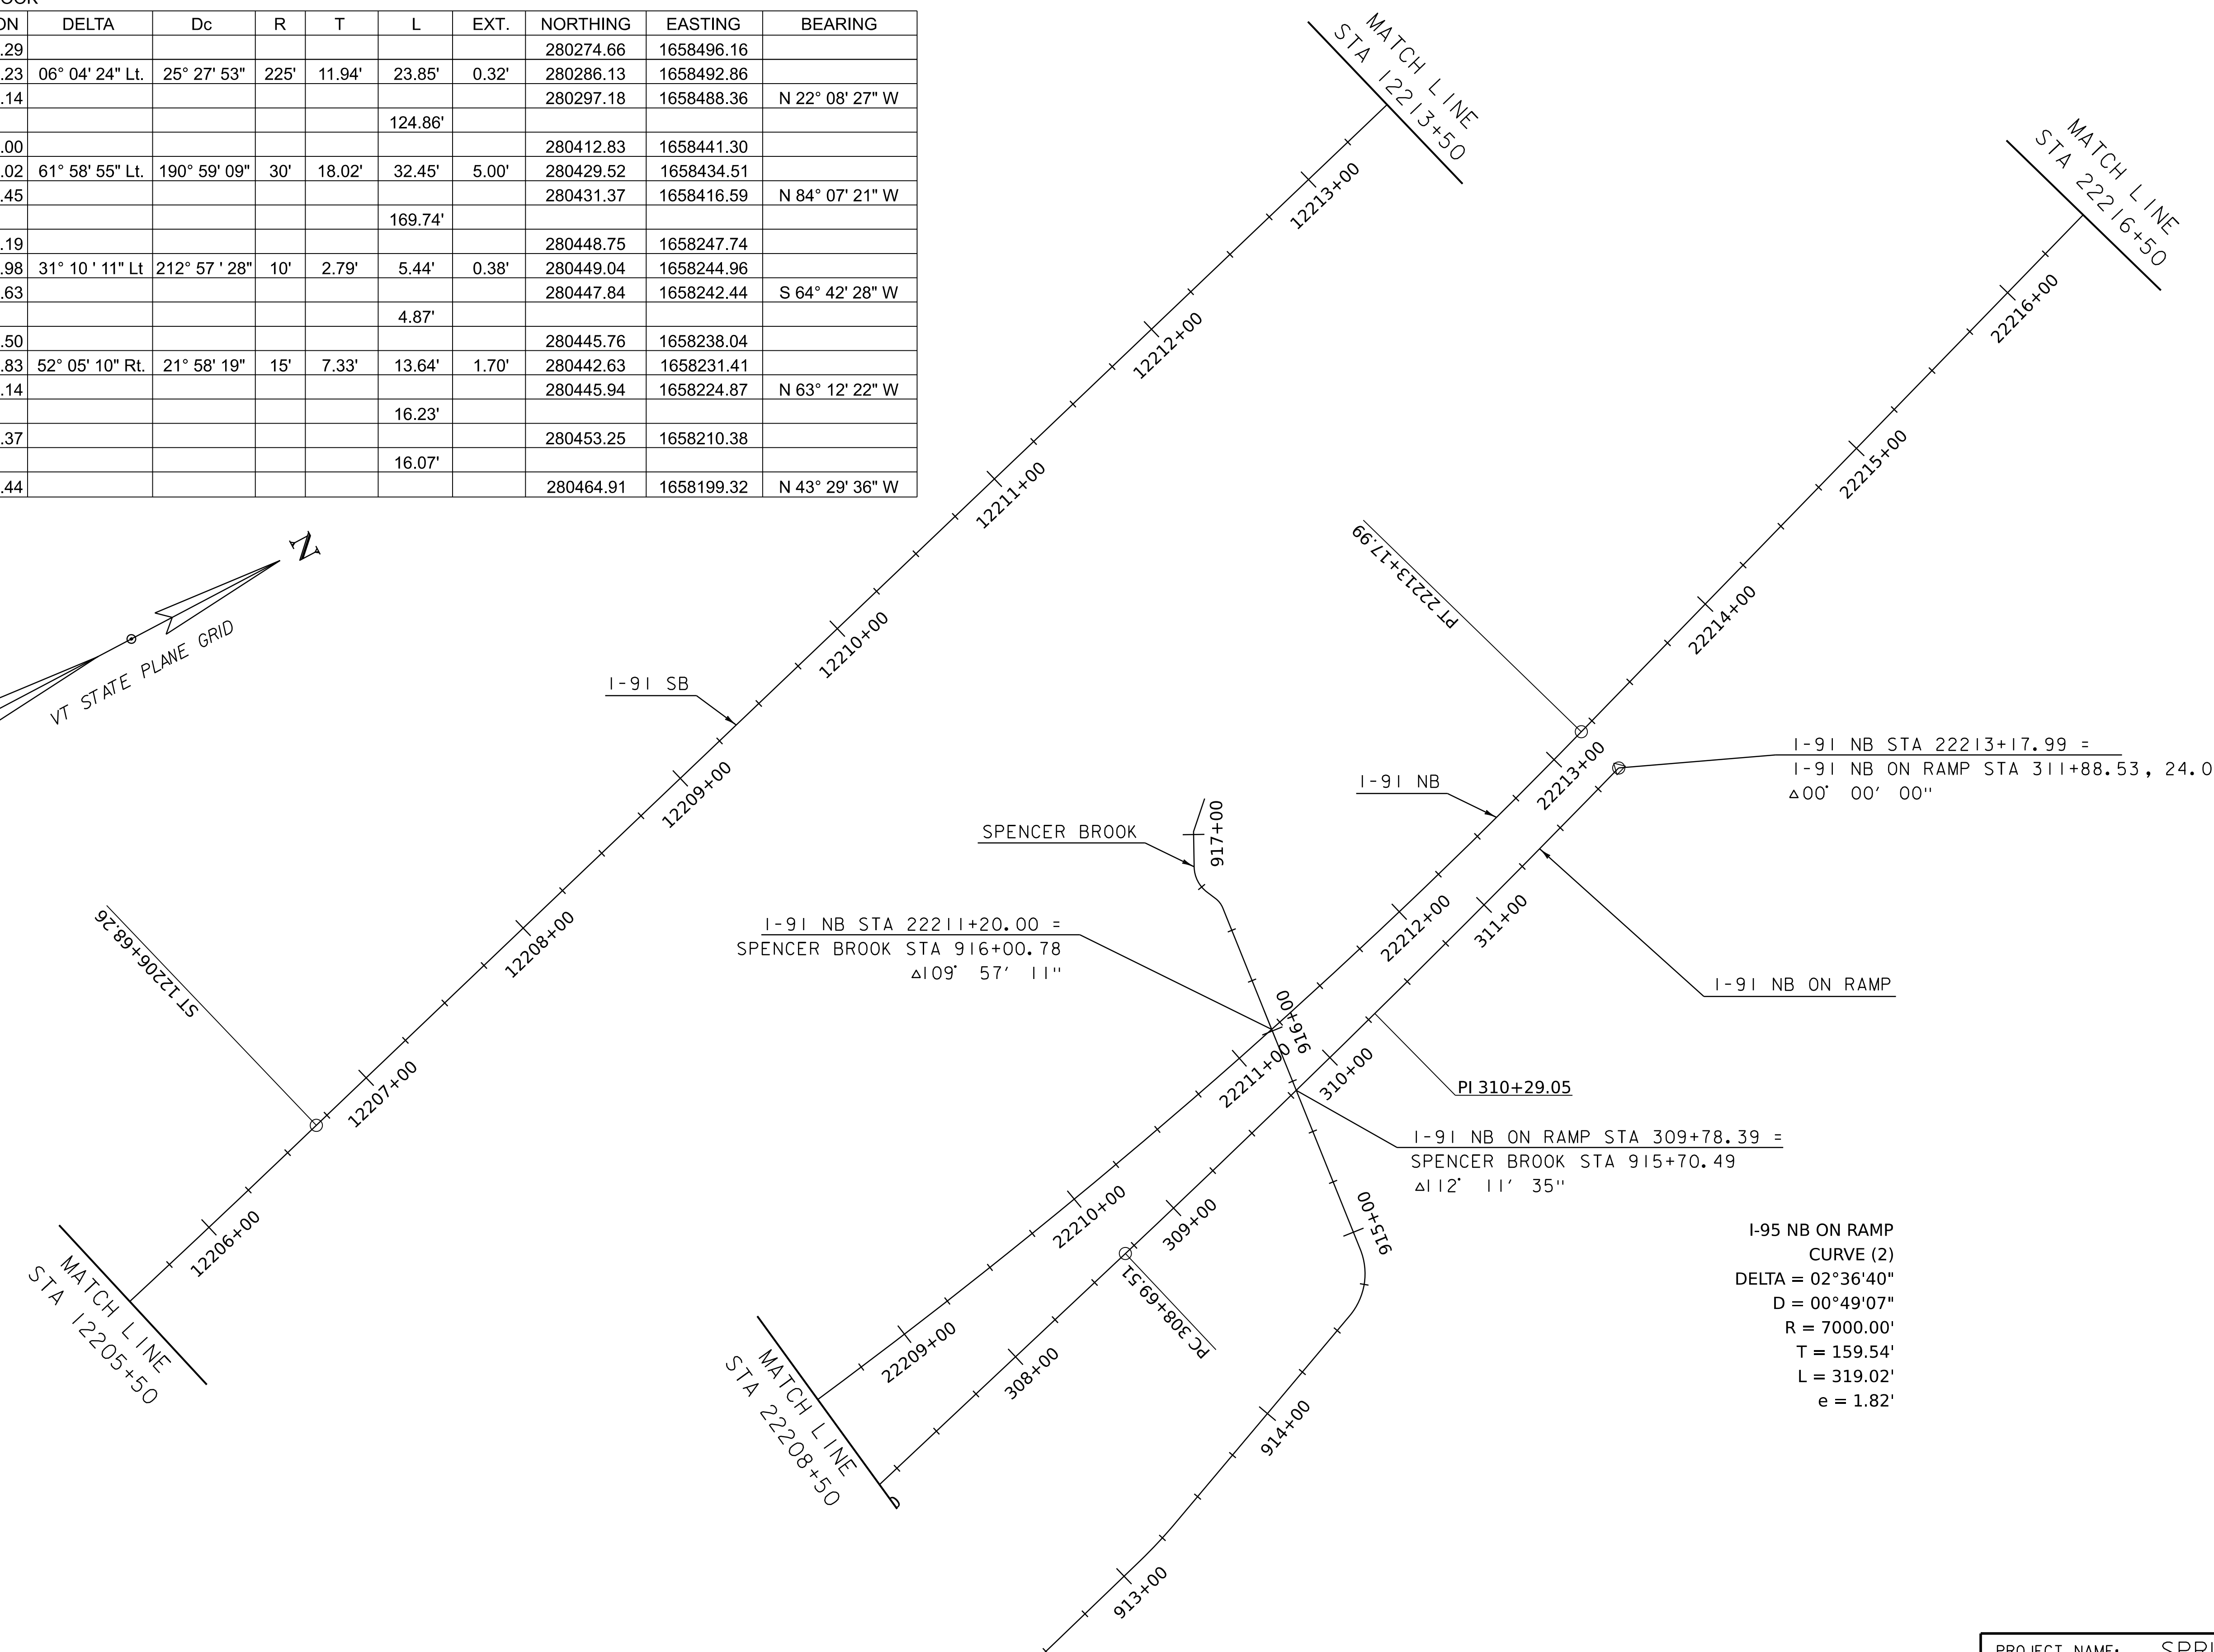 DELTA Dc R T L EXT. NORTHING EASTING BEARING
.29 280274.66 1658496.16
.23 06° 04' 24" Lt. 25° 27' 53" 225' 11.94' 23.85' 0.32' 280286.13 1658492.86
.14 280297.18 1658488.36 N 22° 08' 27" W
124.86'
.00 280412.83 1658441.30
.02 61° 58' 55" Lt. 190° 59' 09" 30' 18.02' 32.45' 5.00' 280429.52 1658434.51
.45 280431.37 1658416.59 N 84° 07' 21" W
169.74'
.19 280448.75 1658247.74
.98 31° 10 ' 11" Lt 212° 57 ' 28" 10' 2.79' 5.44' 0.38' 280449.04 1658244.96
.63 280447.84 1658242.44 S 64° 42' 28" W
4.87'
.50 280445.76 1658238.04
.83 52° 05' 10" Rt. 21° 58' 19" 15' 7.33' 13.64' 1.70' 280442.63 1658231.41
.14 280445.94 1658224.87 N 63° 12' 22" W
16.23'
.37 280453.25 1658210.38
16.07'
.44 280464.91 1658199.32 N 43° 29' 36" W
N
VT STATE PLANE GRID
MATCH LINE
STA 12213+50
12213+00
12212+00
12211+00
12210+00
I-91 SB
12209+00
12208+00
ST 12206+68.26
12207+00
12206+00
MATCH LINE
STA 12205+50
MATCH LINE
STA 22216+50
22216+00
22215+00
22214+00
PT 22213+17.99
22213+00
I-91 NB STA 22213+17.99 =
I-91 NB ON RAMP STA 311+88.53, 24.0
Δ00° 00' 00"
I-91 NB
SPENCER BROOK
917+00
22212+00
311+00
I-91 NB STA 22211+20.00 =
SPENCER BROOK STA 916+00.78
Δ109° 57' 11"
I-91 NB ON RAMP
916+00
22211+00
310+00
PI 310+29.05
I-91 NB ON RAMP STA 309+78.39 =
SPENCER BROOK STA 915+70.49
Δ112° 11' 35"
22210+00
309+00
915+00
PC 308+69.51
22209+00
308+00
MATCH LINE
STA 22208+50
914+00
913+00
I-95 NB ON RAMP
CURVE (2)
DELTA = 02°36'40"
D = 00°49'07"
R = 7000.00'
T = 159.54'
L = 319.02'
e = 1.82'